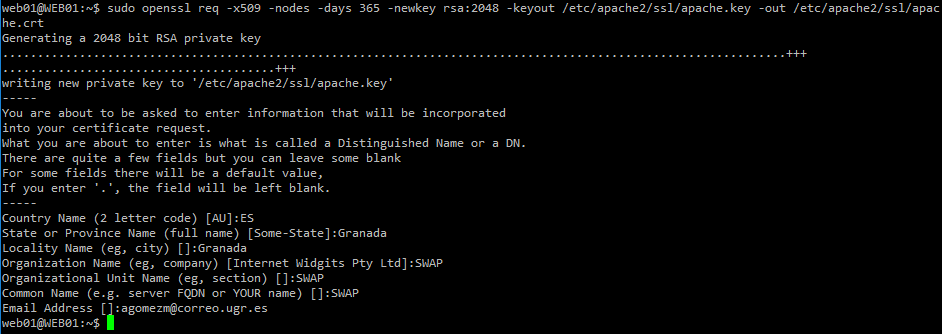 web01@WEB01:~$ sudo openssl req -x509 -nodes -days 365 -newkey rsa:2048 -keyout /etc/apache2/ssl/apache.key -out /etc/apache2/ssl/apac
he.crt
Generating a 2048 bit RSA private key
...............................................................................................................+++
......................................+++
writing new private key to '/etc/apache2/ssl/apache.key'
-----
You are about to be asked to enter information that will be incorporated
into your certificate request.
What you are about to enter is what is called a Distinguished Name or a DN.
There are quite a few fields but you can leave some blank
For some fields there will be a default value,
If you enter '.', the field will be left blank.
-----
Country Name (2 letter code) [AU]:ES
State or Province Name (full name) [Some-State]:Granada
Locality Name (eg, city) []:Granada
Organization Name (eg, company) [Internet Widgits Pty Ltd]:SWAP
Organizational Unit Name (eg, section) []:SWAP
Common Name (e.g. server FQDN or YOUR name) []:SWAP
Email Address []:agomezm@correo.ugr.es
web01@WEB01:~$